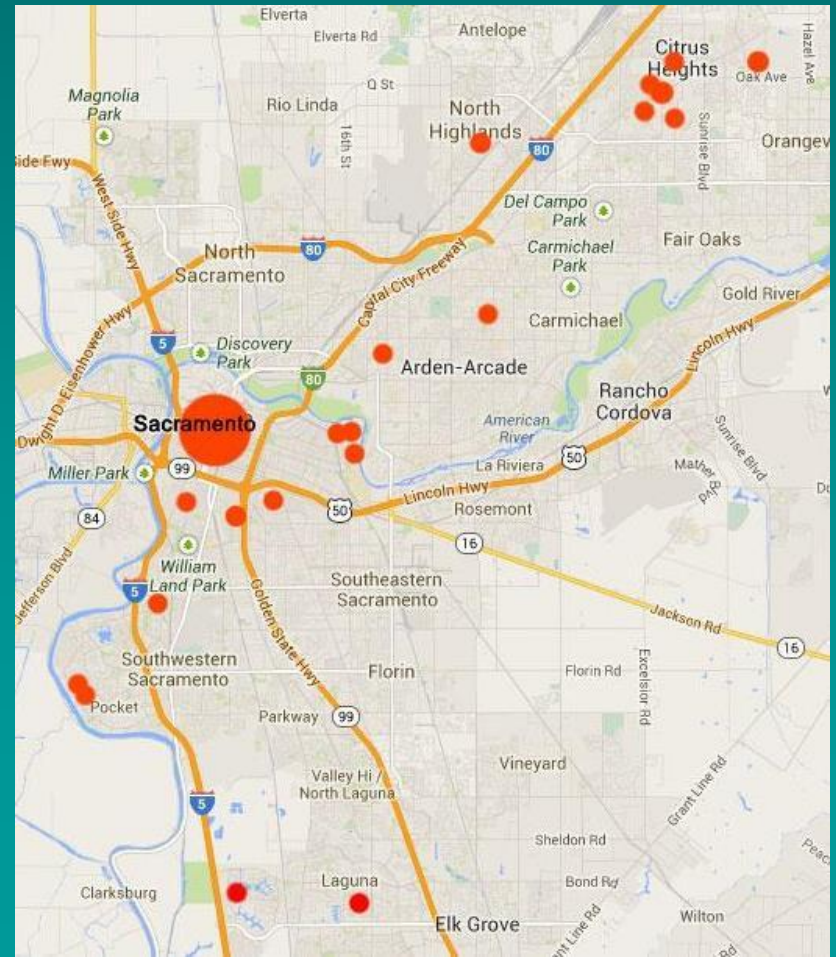 Elverta
Elverta Rd
Antelope
Hazel Ave
Citrus
Heights
Oak Ave
Q St
Magnolia
Park
Rio Linda
North
Highlands
16th St
Sunrise Blvd
Orangev
80
side Fwy
West Side Hwy
Del Campo
Park
North
Sacramento
80
Capital City Freeway
Carmichael
Park
Fair Oaks
Gold River
Dwight D. Eisenhower Hwy
5
Discovery
Park
Carmichael
Lincoln Hwy
80
Arden-Arcade
Rancho
Cordova
Sacramento
American
River
Sunrise Blvd
Miller Park
99
La Riviera
50
Mather Blvd
84
Lincoln Hwy
50
Rosemont
16
Jefferson Blvd
William
Land Park
5
Golden State Hwy
Southeastern
Sacramento
Jackson Rd
16
Southwestern
Sacramento
Florin
Florin Rd
Excelsior Rd
Pocket
Parkway
99
Vineyard
Valley Hi /
North Laguna
5
Grant Line Rd
Sheldon Rd
Clarksburg
Laguna
Bond Rd
Elk Grove
Wilton